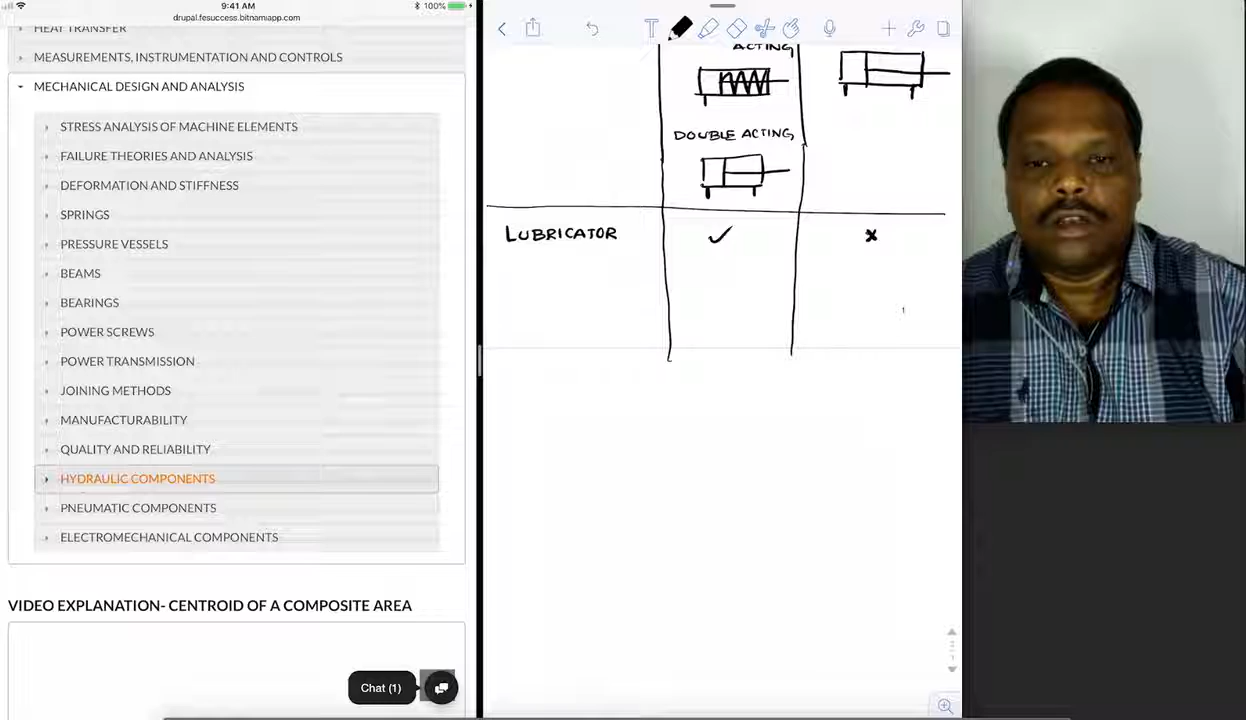 9:41 AM
100%
drupal.fesuccess.bitnamiapp.com
HEAT TRANSFER
MEASUREMENTS, INSTRUMENTATION AND CONTROLS
MECHANICAL DESIGN AND ANALYSIS
STRESS ANALYSIS OF MACHINE ELEMENTS
FAILURE THEORIES AND ANALYSIS
DEFORMATION AND STIFFNESS
SPRINGS
PRESSURE VESSELS
BEAMS
BEARINGS
POWER SCREWS
POWER TRANSMISSION
JOINING METHODS
MANUFACTURABILITY
QUALITY AND RELIABILITY
HYDRAULIC COMPONENTS
PNEUMATIC COMPONENTS
ELECTROMECHANICAL COMPONENTS
VIDEO EXPLANATION- CENTROID OF A COMPOSITE AREA
Chat (1)
T
ACTING
DOUBLE ACTING
LUBRICATOR ✓ ×
1